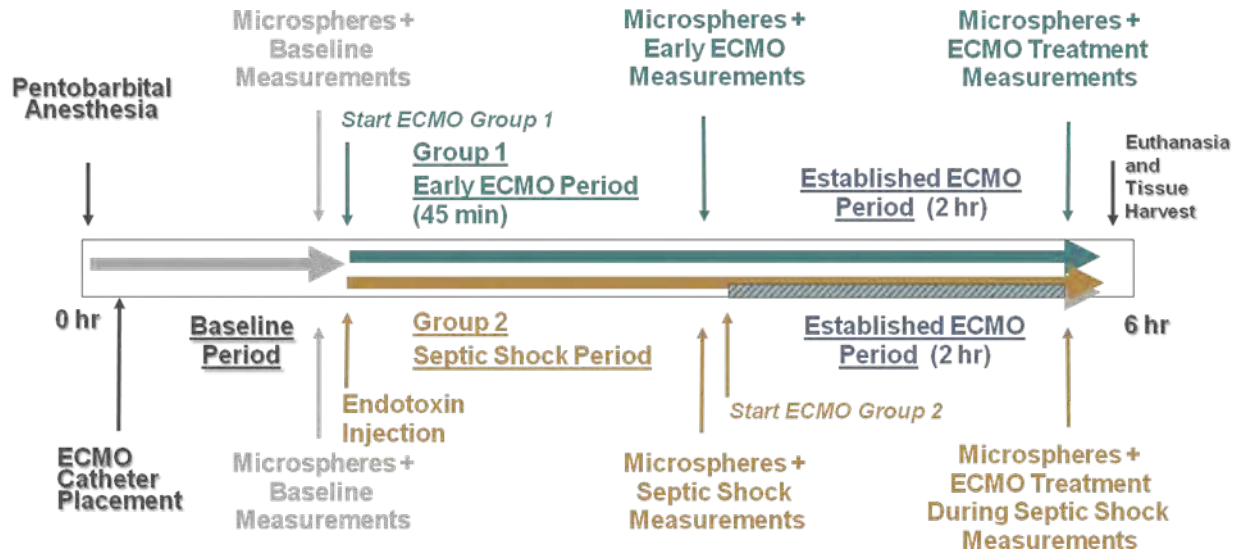 Pentobarbital
Anesthesia
Microspheres +
Baseline
Measurements
Start ECMO Group 1
Group 1
Early ECMO Period
(45 min)
Microspheres +
Early ECMO
Measurements
Established ECMO
Period (2 hr)
Microspheres +
ECMO Treatment
Measurements
Euthanasia
and
Tissue
Harvest
0 hr
6 hr
ECMO
Catheter
Placement
Baseline
Period
Microspheres +
Baseline
Measurements
Endotoxin
Injection
Group 2
Septic Shock Period
Microspheres +
Septic Shock
Measurements
Start ECMO Group 2
Established ECMO
Period (2 hr)
Microspheres +
ECMO Treatment
During Septic Shock
Measurements